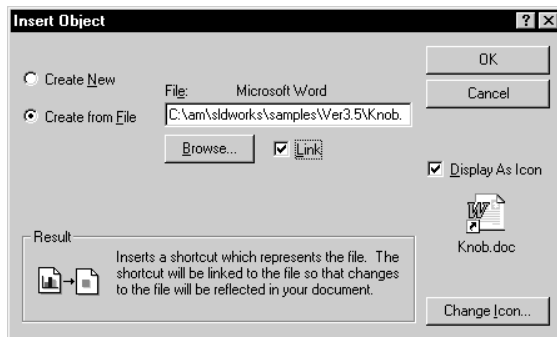 Insert Object
Create New
Create from File
File: Microsoft Word
C:\am\sldworks\samples\Ver3.5\Knob.
Browse...
Link
OK
Cancel
Display As Icon
Knob.doc
Change Icon...
Result
Inserts a shortcut which represents the file. The
shortcut will be linked to the file so that changes
to the file will be reflected in your document.